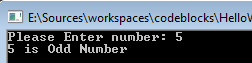 E:\Sources\workspaces\codeblocks\HelloW
Please Enter number: 5
5 is Odd Number